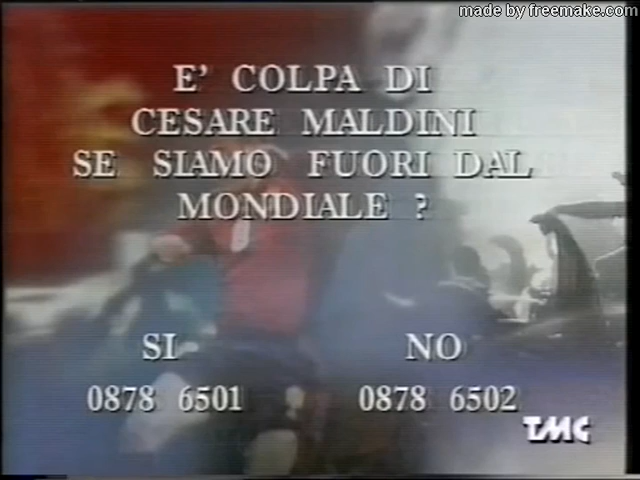 made by freemake.com
E' COLPA DI
CESARE MALDINI
SE SIAMO FUORI DAL
MONDIALE ?
SI NO
0878 6501 0878 6502
TMC